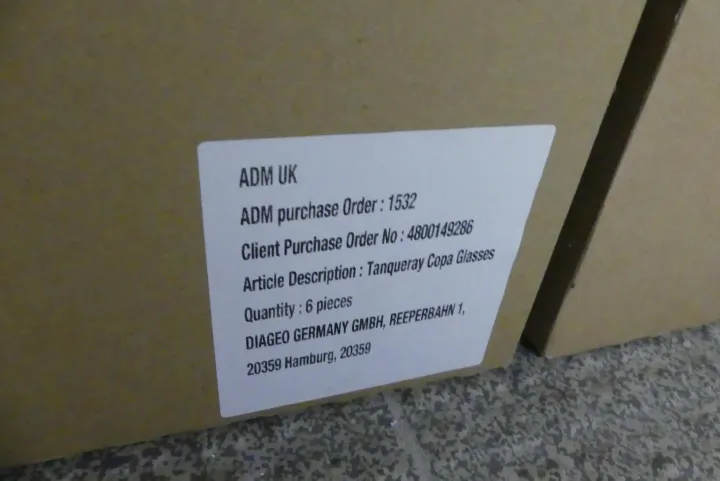 ADM UK
ADM purchase Order : 1532
Client Purchase Order No : 4800149286
Article Description : Tanqueray Copa Glasses
Quantity : 6 pieces
DIAGEO GERMANY GMBH, REEPERBAHN 1,
20359 Hamburg, 20359